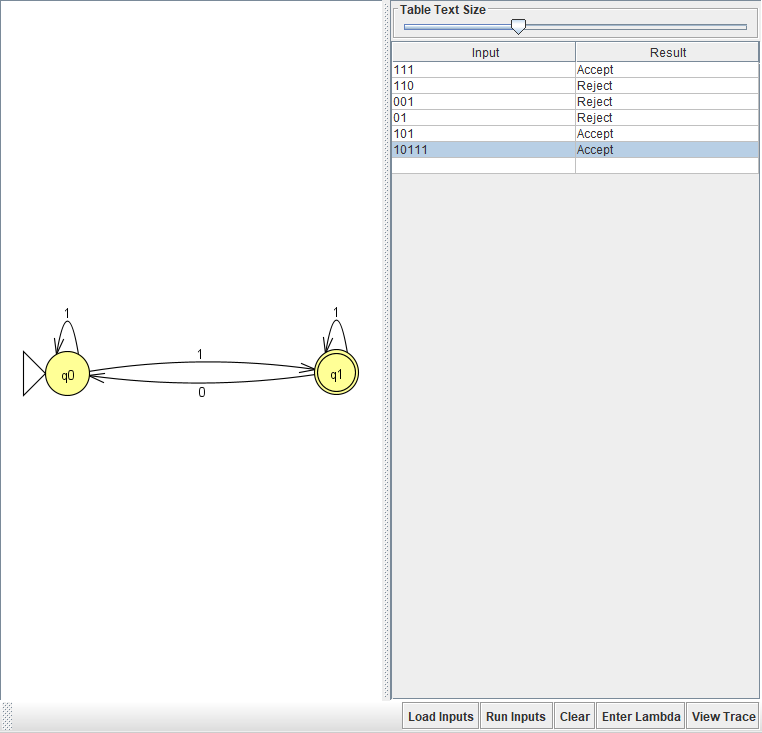 Table Text Size
Input Result
111 Accept
110 Reject
001 Reject
01 Reject
101 Accept
10111 Accept
1 1
1
q0 q1
0
Load Inputs Run Inputs Clear Enter Lambda View Trace